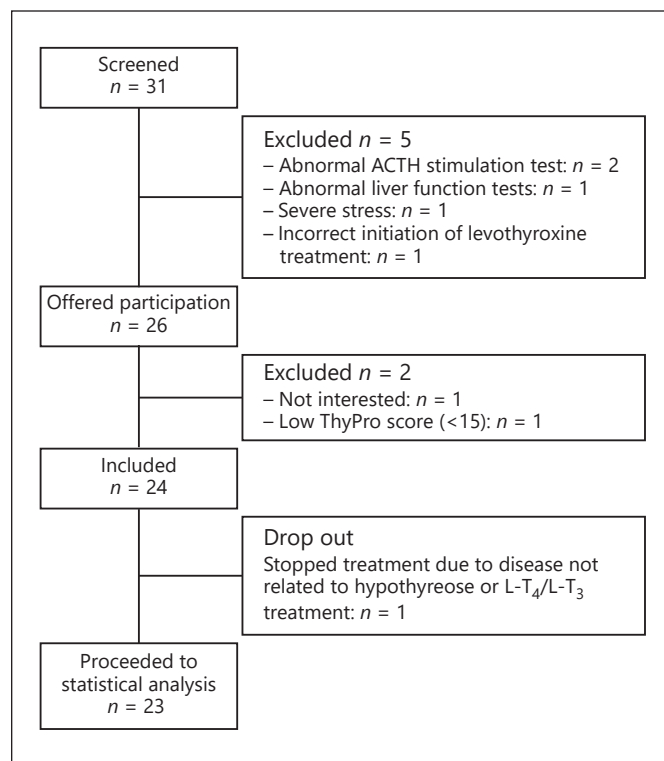 Screened
n = 31
Excluded n = 5
– Abnormal ACTH stimulation test: n = 2
– Abnormal liver function tests: n = 1
– Severe stress: n = 1
– Incorrect initiation of levothyroxine
treatment: n = 1
Offered participation
n = 26
Excluded n = 2
– Not interested: n = 1
– Low ThyPro score (<15): n = 1
Included
n = 24
Drop out
Stopped treatment due to disease not
related to hypothyreose or L-T₄/L-T₃
treatment: n = 1
Proceeded to
statistical analysis
n = 23